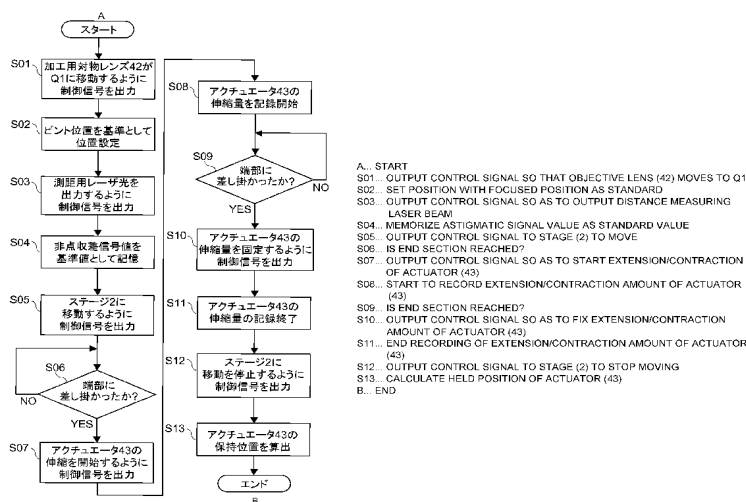 A
スタート
S01
加工用対物レンズ42が
Q1に移動するように
制御信号を出力
S02
ピント位置を基準として
位置設定
S03
測距用レーザ光を
出力するように
制御信号を出力
S04
非点収差信号値を
基準値として記憶
S05
ステージ2に
移動するように
制御信号を出力
S06
端部に
差し掛かったか?
NO
YES
S07
アクチュエータ43の
伸縮を開始するように
制御信号を出力
S08
アクチュエータ43の
伸縮量を記録開始
S09
端部に
差し掛かったか?
NO
YES
S10
アクチュエータ43の
伸縮量を固定するように
制御信号を出力
S11
アクチュエータ43の
伸縮量の記録終了
S12
ステージ2に
移動を停止するように
制御信号を出力
S13
アクチュエータ43の
保持位置を算出
エンド
B
A... START
S01... OUTPUT CONTROL SIGNAL SO THAT OBJECTIVE LENS (42) MOVES TO Q1
S02... SET POSITION WITH FOCUSED POSITION AS STANDARD
S03... OUTPUT CONTROL SIGNAL SO AS TO OUTPUT DISTANCE MEASURING
LASER BEAM
S04... MEMORIZE ASTIGMATIC SIGNAL VALUE AS STANDARD VALUE
S05... OUTPUT CONTROL SIGNAL TO STAGE (2) TO MOVE
S06... IS END SECTION REACHED?
S07... OUTPUT CONTROL SIGNAL SO AS TO START EXTENSION/CONTRACTION
OF ACTUATOR (43)
S08... START TO RECORD EXTENSION/CONTRACTION AMOUNT OF ACTUATOR
(43)
S09... IS END SECTION REACHED?
S10... OUTPUT CONTROL SIGNAL SO AS TO FIX EXTENSION/CONTRACTION
AMOUNT OF ACTUATOR (43)
S11... END RECORDING OF EXTENSION/CONTRACTION AMOUNT OF ACTUATOR
(43)
S12... OUTPUT CONTROL SIGNAL TO STAGE (2) TO STOP MOVING
S13... CALCULATE HELD POSITION OF ACTUATOR (43)
B... END